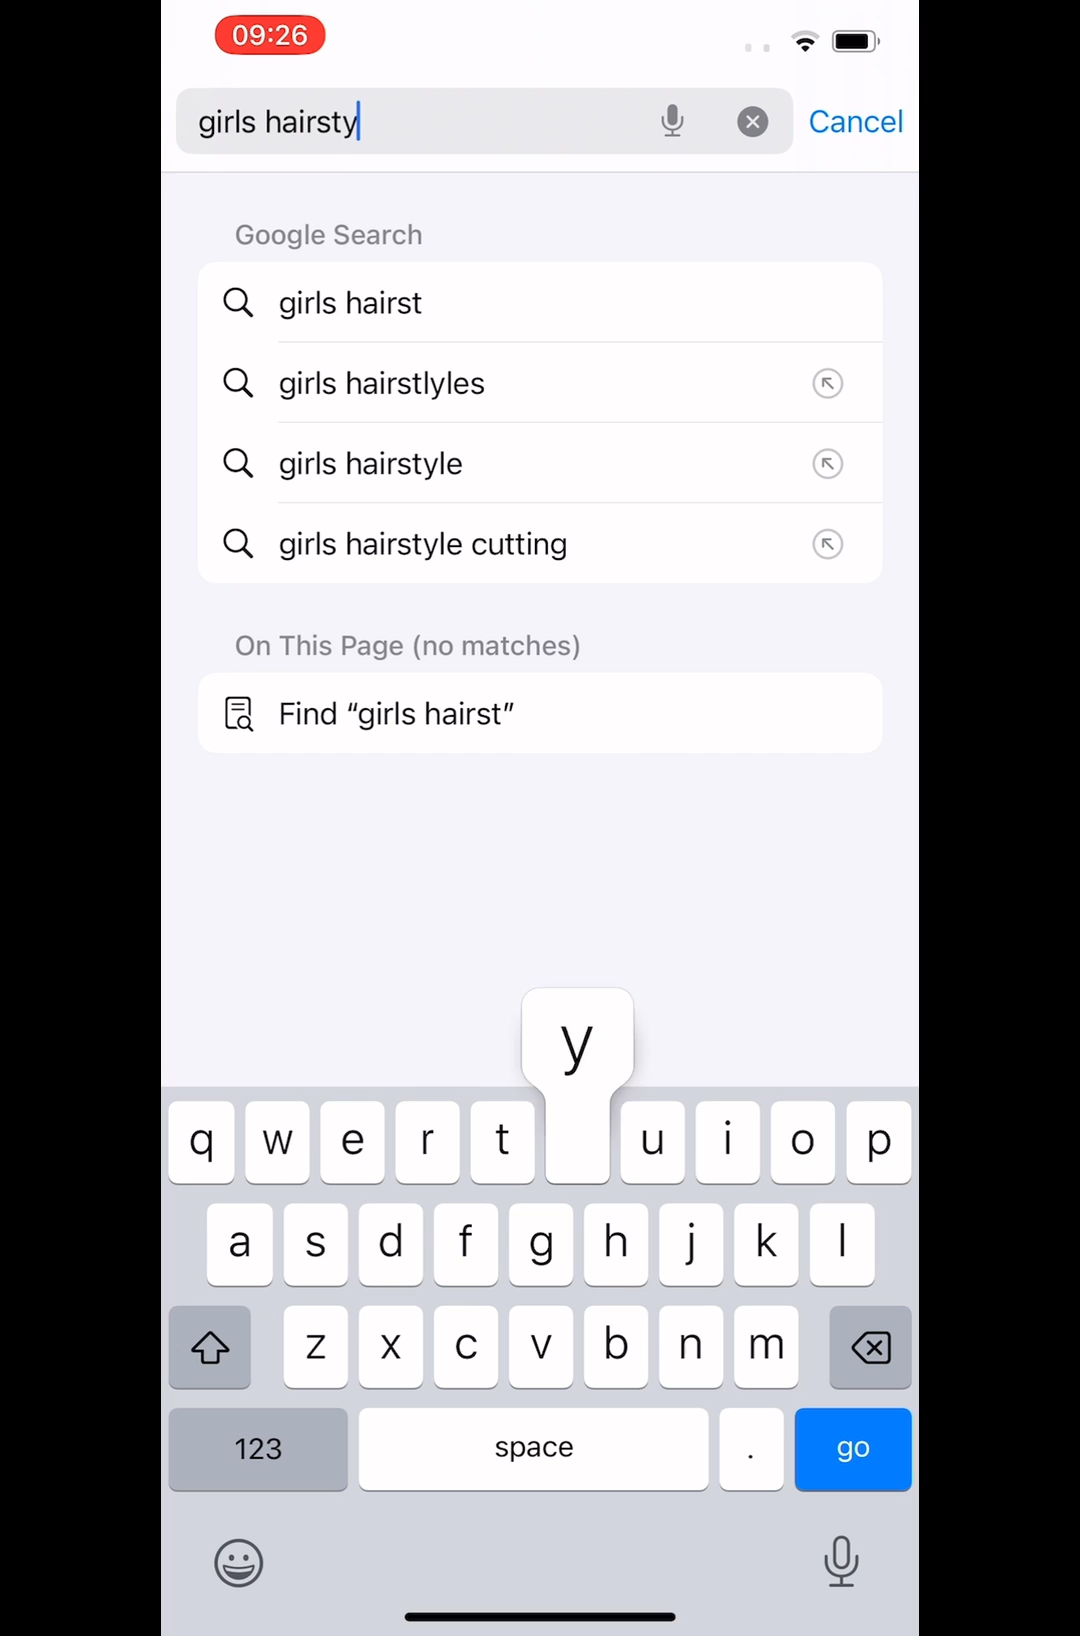 09:26
girls hairsty
Cancel
Google Search
girls hairst
girls hairstlyles
girls hairstyle
girls hairstyle cutting
On This Page (no matches)
Find “girls hairst”
y
q w e r t u i o p
a s d f g h j k l
z x c v b n m
123 space . go